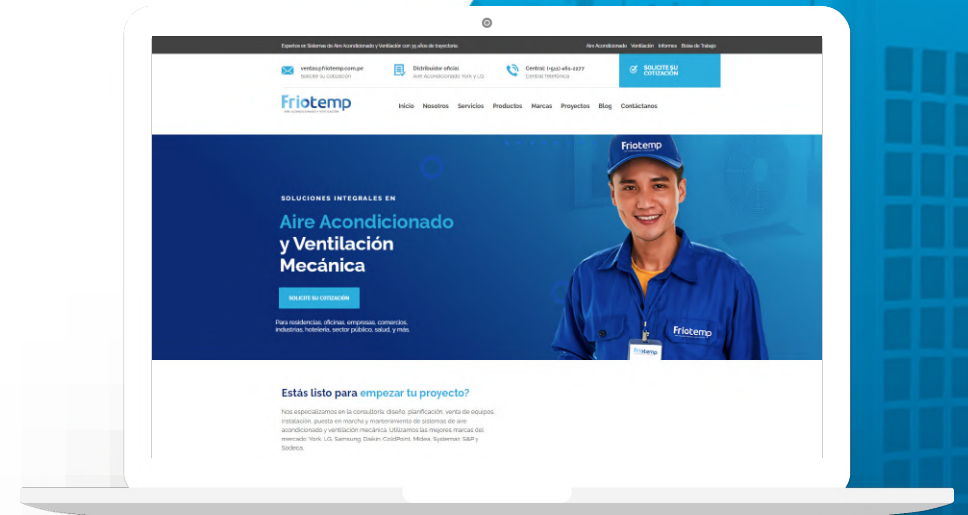 Expertos en Sistemas de Aire Acondicionado y Ventilación con 35 años de trayectoria.
Aire Acondicionado Ventilación Informes Bolsa de Trabajo
ventas@friotemp.com.pe
Solicite su cotización
Distribuidor oficial
Aire Acondicionado York y LG
Central: (+511)-461-2277
Central Telefónica
SOLICITE SU
COTIZACIÓN
Friotemp
AIRE ACONDICIONADO Y VENTILACIÓN
Inicio Nosotros Servicios Productos Marcas Proyectos Blog Contáctanos
Friotemp
SOLUCIONES INTEGRALES EN
Aire Acondicionado
y Ventilación
Mecánica
SOLICITE SU COTIZACIÓN
Para residencias, oficinas, empresas, comercios,
industrias, hotelería, sector público, salud, y más.
Friotemp
Friotemp
Estás listo para empezar tu proyecto?
Nos especializamos en la consultoría, diseño, planificación, venta de equipos,
instalación, puesta en marcha y mantenimiento de sistemas de aire
acondicionado y ventilación mecánica. Utilizamos las mejores marcas del
mercado: York, LG, Samsung, Daikin, ColdPoint, Midea, Systemair, S&P y
Sodeca.